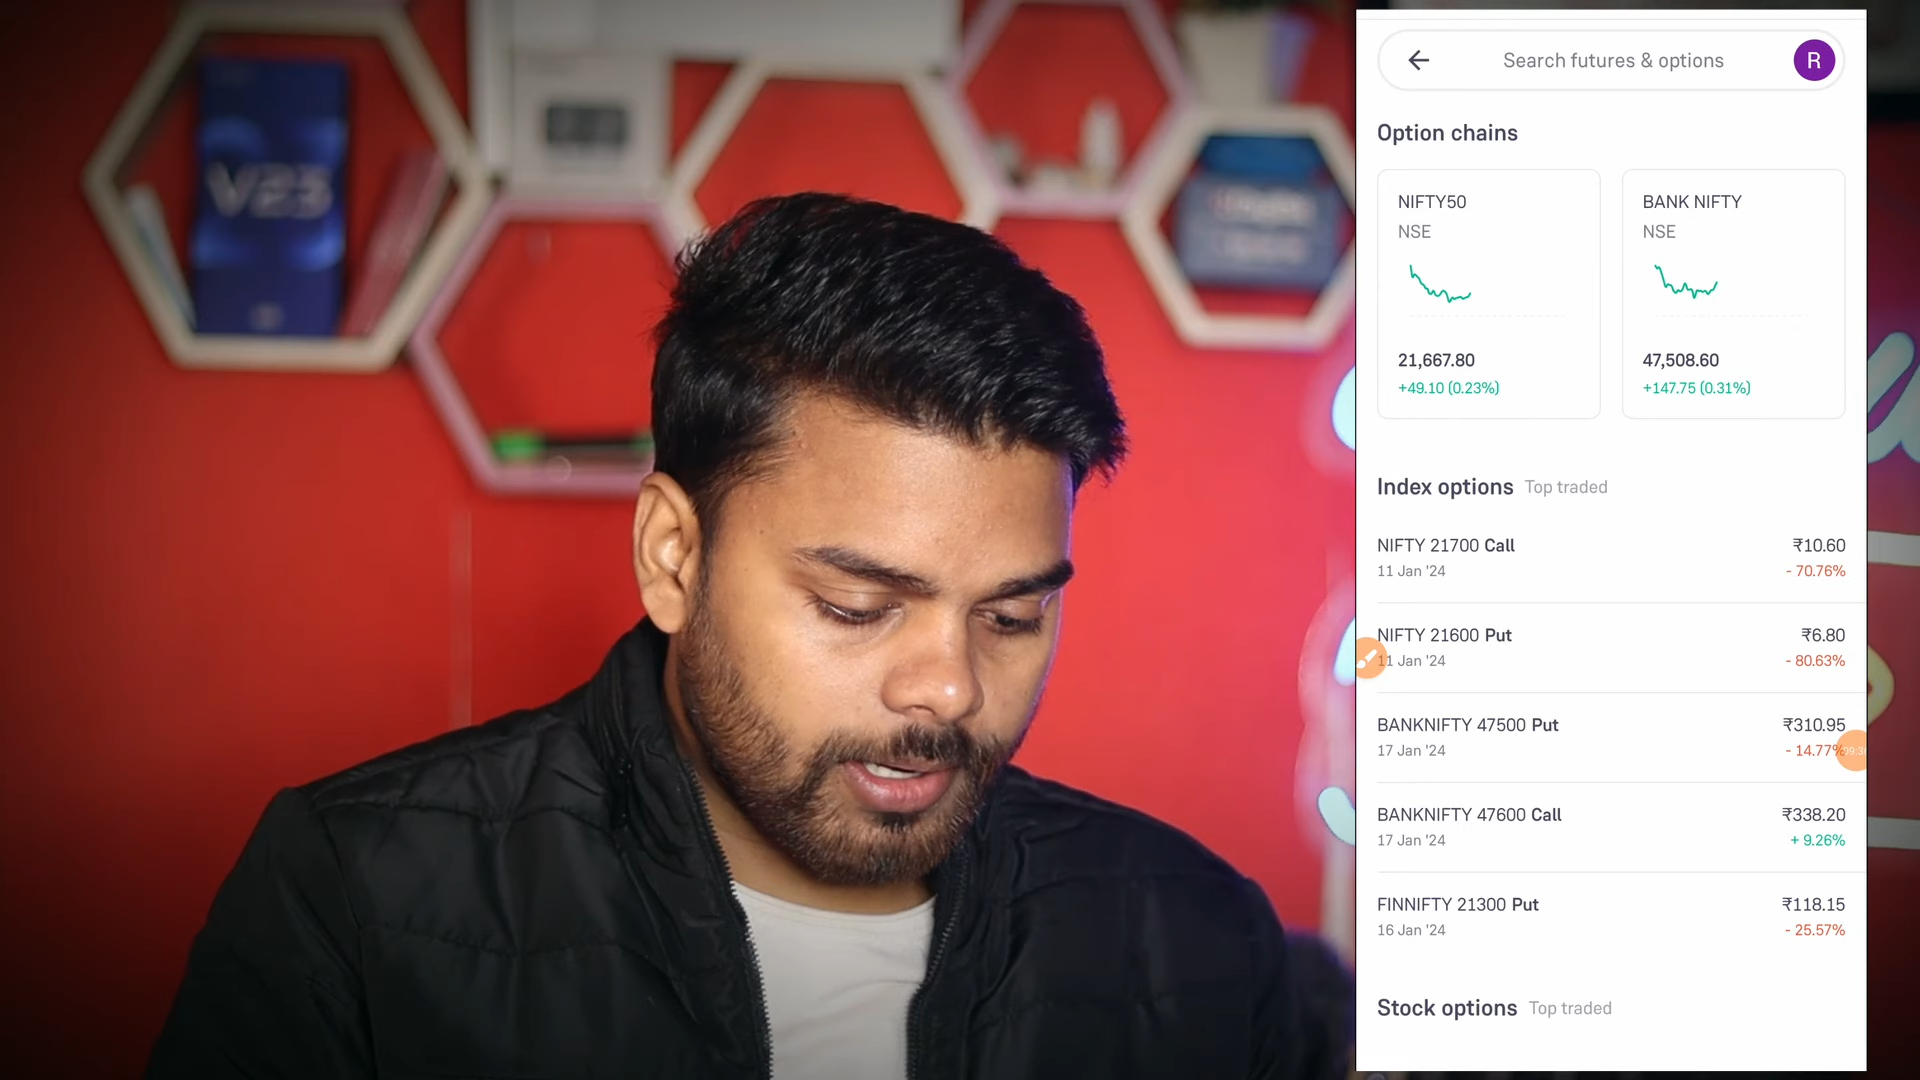 V23
Search futures & options
R
Option chains
NIFTY50
NSE
21,667.80
+49.10 (0.23%)
BANK NIFTY
NSE
47,508.60
+147.75 (0.31%)
Index options Top traded
NIFTY 21700 Call ₹10.60
11 Jan '24 - 70.76%
NIFTY 21600 Put ₹6.80
11 Jan '24 - 80.63%
BANKNIFTY 47500 Put ₹310.95
17 Jan '24 - 14.77%
BANKNIFTY 47600 Call ₹338.20
17 Jan '24 + 9.26%
FINNIFTY 21300 Put ₹118.15
16 Jan '24 - 25.57%
Stock options Top traded